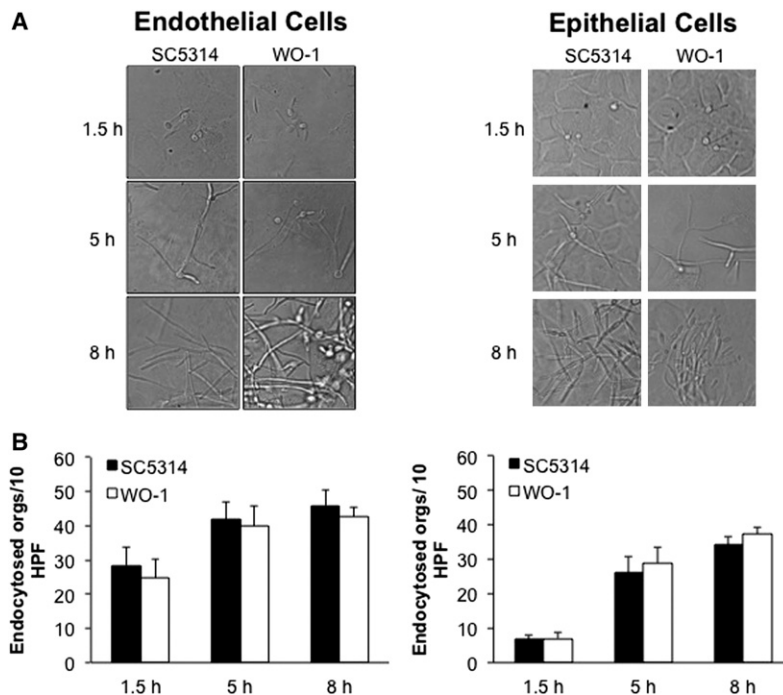 A
Endothelial Cells
SC5314 WO-1
1.5 h
5 h
8 h
Epithelial Cells
SC5314 WO-1
1.5 h
5 h
8 h
B
Endocytosed orgs/10
HPF
60
50
40
30
20
10
0
SC5314
WO-1
1.5 h 5 h 8 h
Endocytosed orgs/ 10
HPF
60
50
40
30
20
10
0
SC5314
WO-1
1.5 h 5 h 8 h